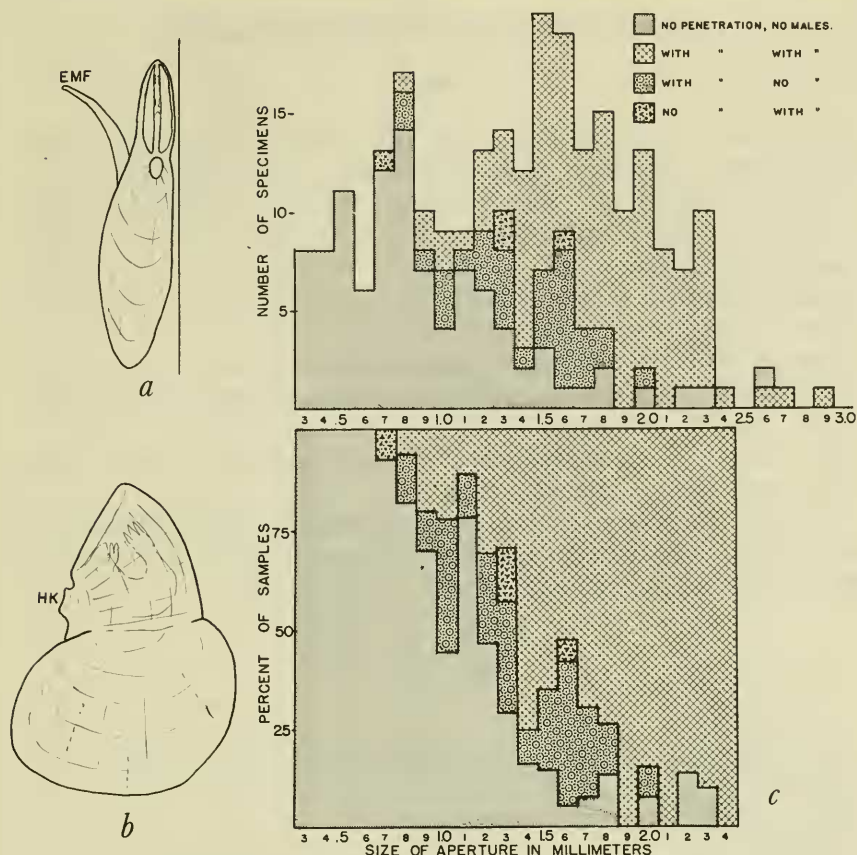 EMF
a
HK
b
NO PENETRATION, NO MALES.
WITH " WITH "
WITH " NO "
NO " WITH "
NUMBER OF SPECIMENS
15-
10-
5-
3 4 .5 6 7 8 9 1.0 1 2 3 4 1.5 6 7 8 9 2.0 1 2 3 4 2.5 6 7 8 9 3.0
PERCENT OF SAMPLES
75-
50-
25-
3 4 .5 6 7 8 9 1.0 1 2 3 4 1.5 6 7 8 9 2.0 1 2 3 4
SIZE OF APERTURE IN MILLIMETERS
c